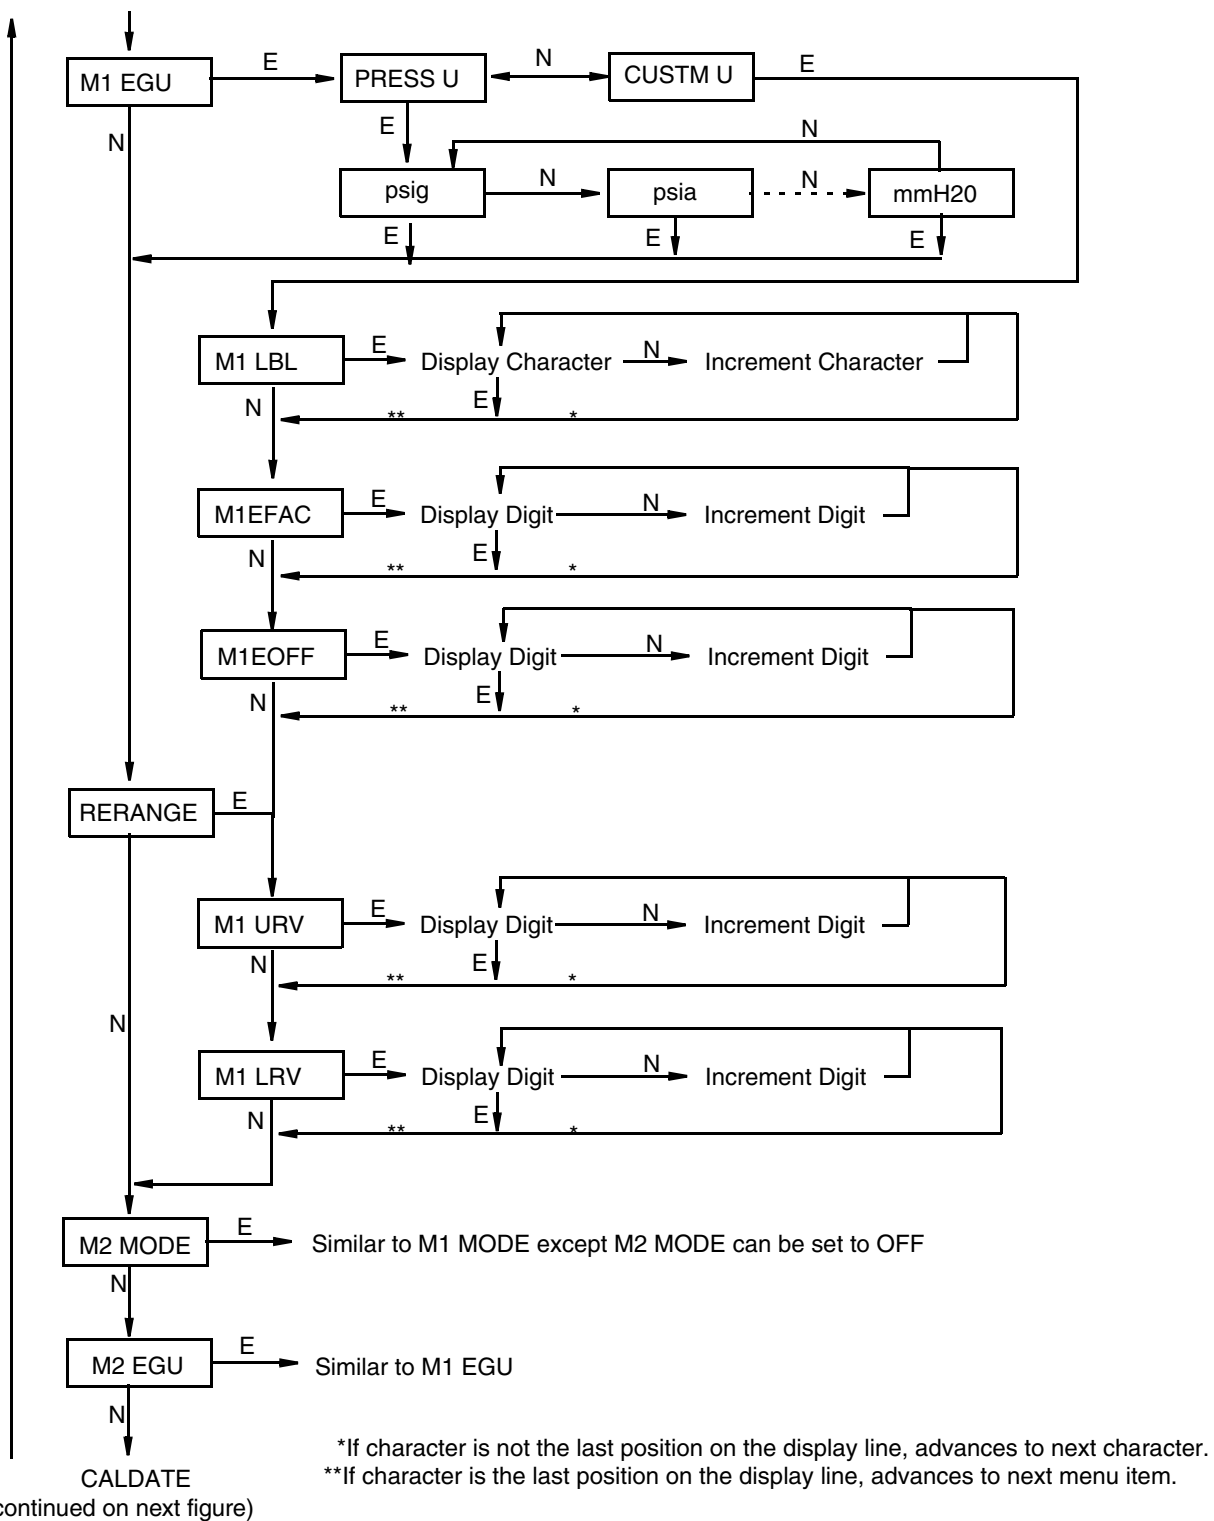 E
N
E
M1 EGU
PRESS U
CUSTM U
N
E
N
psig
N
psia
N
mmH20
E
E
E
M1 LBL
E
Display Character
N
Increment Character
N
E
**
*
M1EFAC
E
Display Digit
N
Increment Digit
N
E
**
*
M1EOFF
E
Display Digit
N
Increment Digit
N
E
**
*
RERANGE
E
M1 URV
E
Display Digit
N
Increment Digit
N
E
**
*
N
M1 LRV
E
Display Digit
N
Increment Digit
N
E
**
*
M2 MODE
E
Similar to M1 MODE except M2 MODE can be set to OFF
N
M2 EGU
E
Similar to M1 EGU
N
*If character is not the last position on the display line, advances to next character.
**If character is the last position on the display line, advances to next menu item.
CALDATE
continued on next figure)